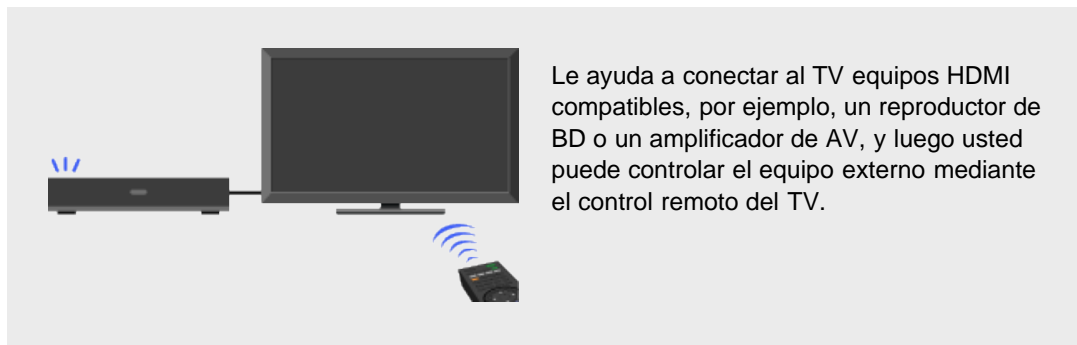 Le ayuda a conectar al TV equipos HDMI
compatibles, por ejemplo, un reproductor de
BD o un amplificador de AV, y luego usted
puede controlar el equipo externo mediante
el control remoto del TV.